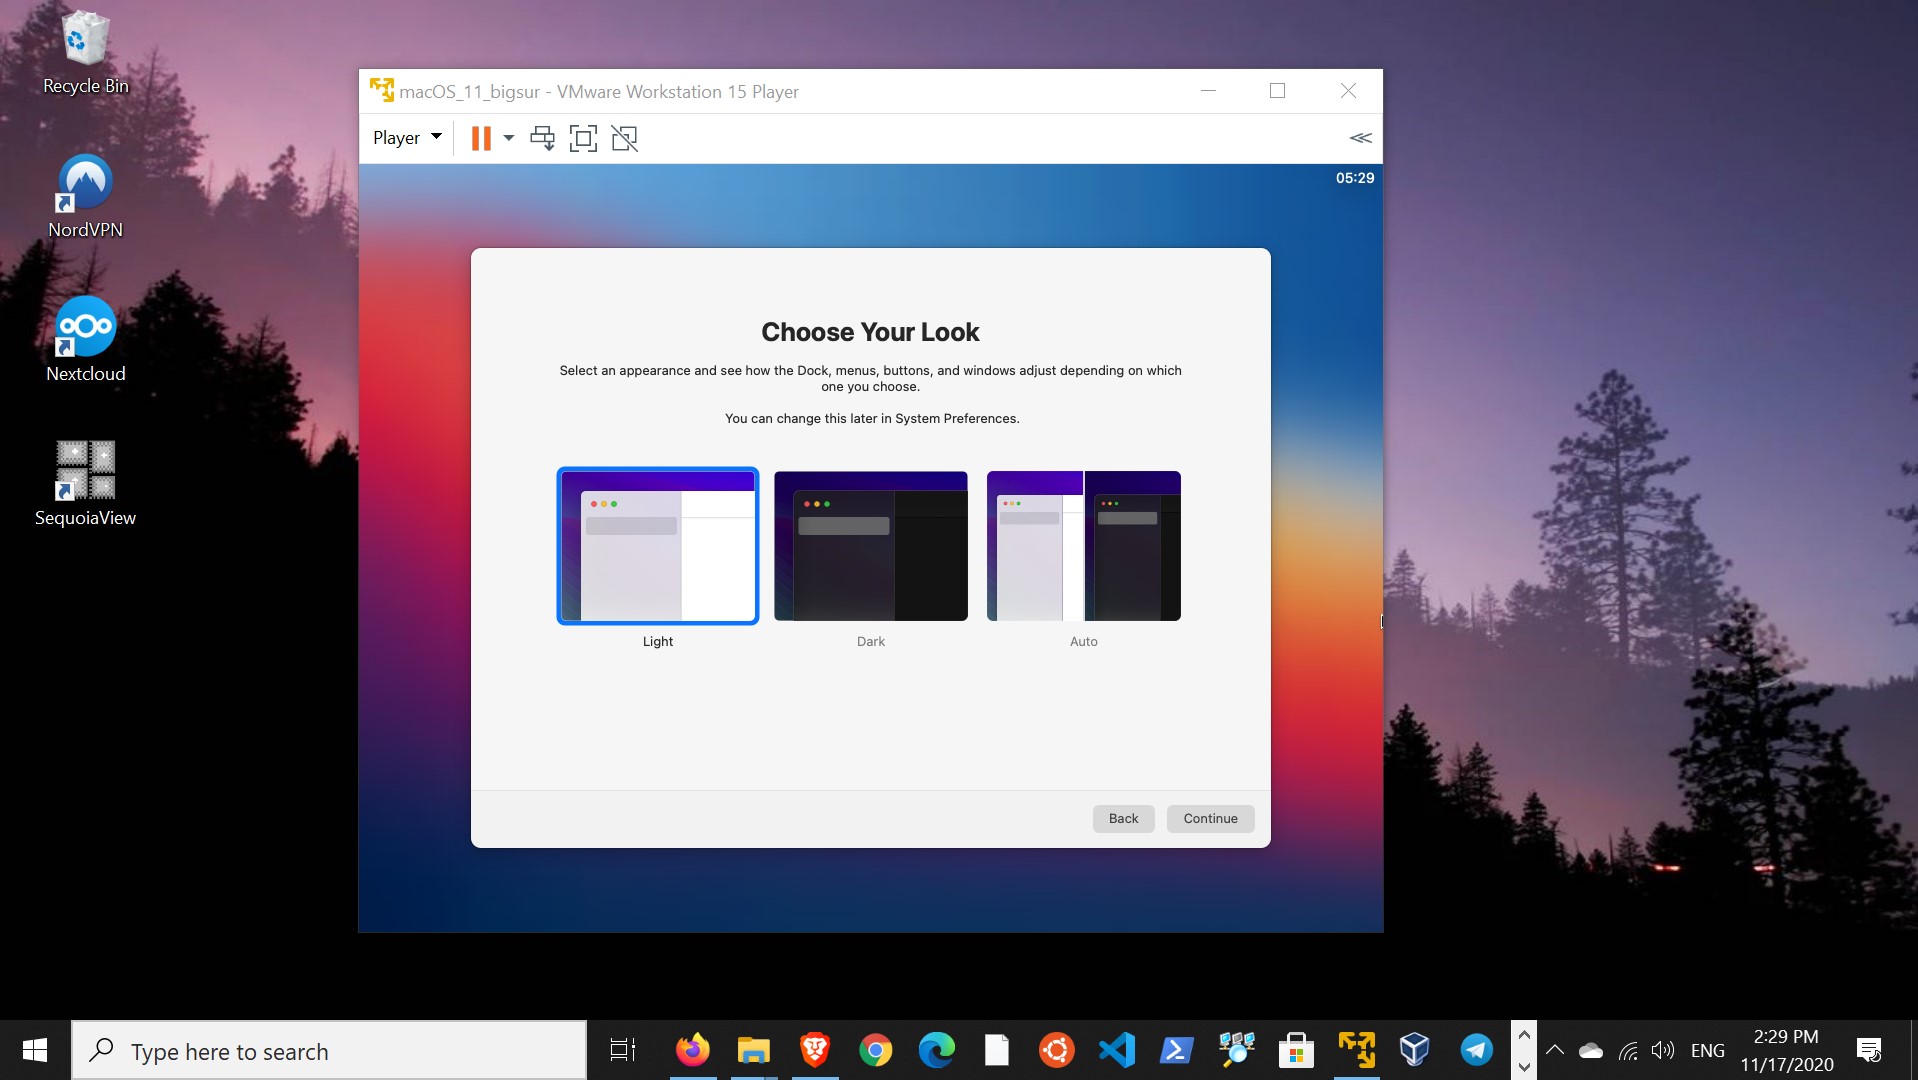 Recycle Bin
NordVPN
Nextcloud
SequoiaView
macOS_11_bigsur - VMware Workstation 15 Player
Player
05:29
Choose Your Look
Select an appearance and see how the Dock, menus, buttons, and windows adjust depending on which
one you choose.
You can change this later in System Preferences.
Light
Dark
Auto
Back
Continue
Type here to search
ENG
2:29 PM
11/17/2020